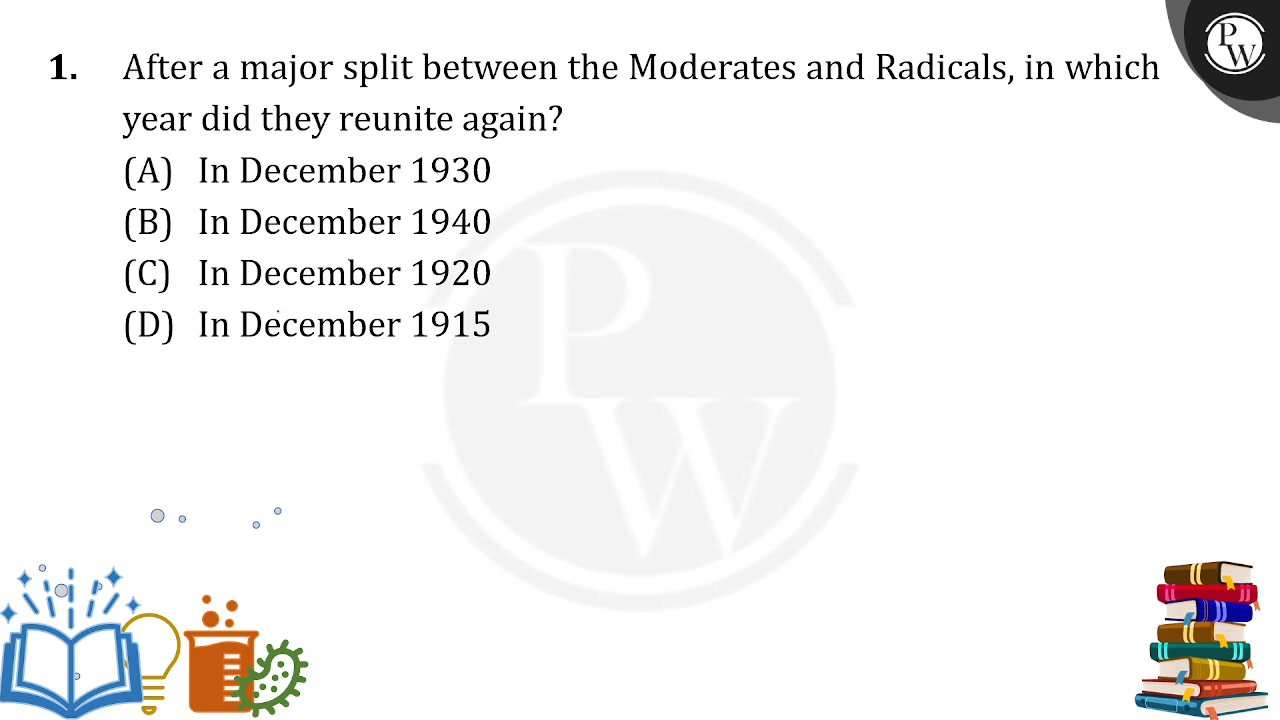 1. After a major split between the Moderates and Radicals, in which
year did they reunite again?
(A) In December 1930
(B) In December 1940
(C) In December 1920
(D) In December 1915
P
W
P
W